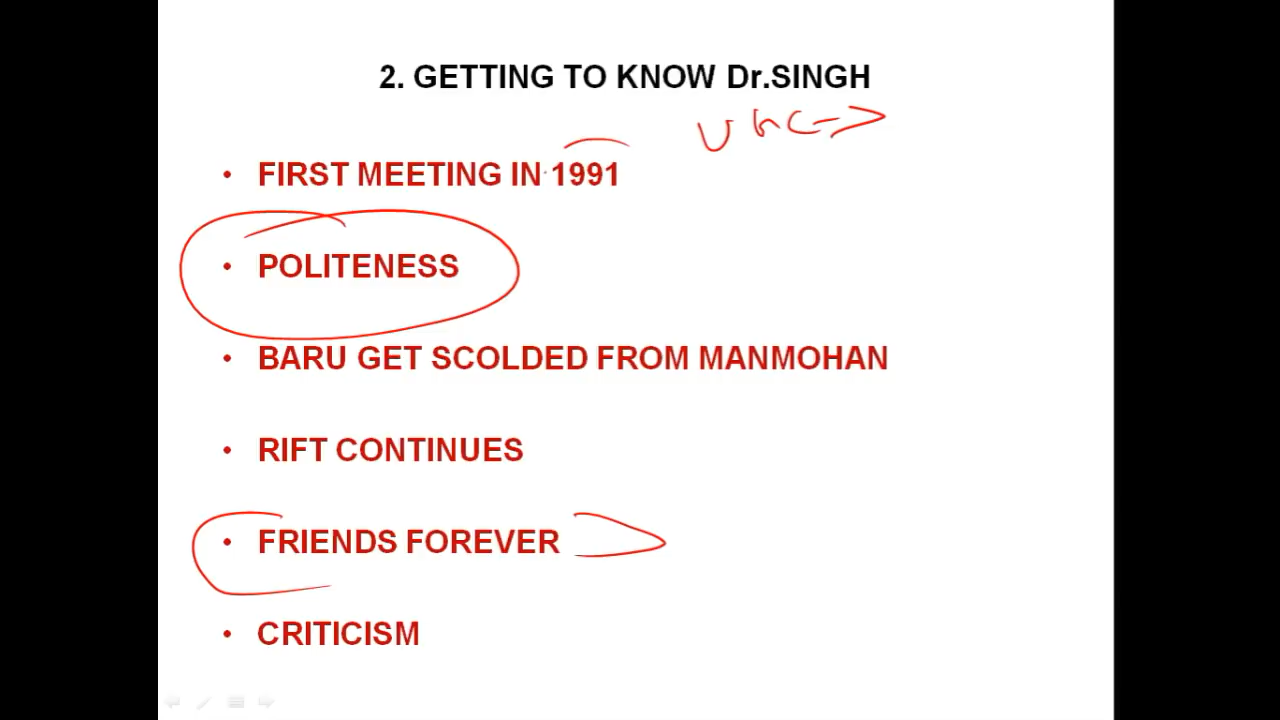 2. GETTING TO KNOW Dr.SINGH
• FIRST MEETING IN 1991
• POLITENESS
• BARU GET SCOLDED FROM MANMOHAN
• RIFT CONTINUES
• FRIENDS FOREVER
• CRITICISM